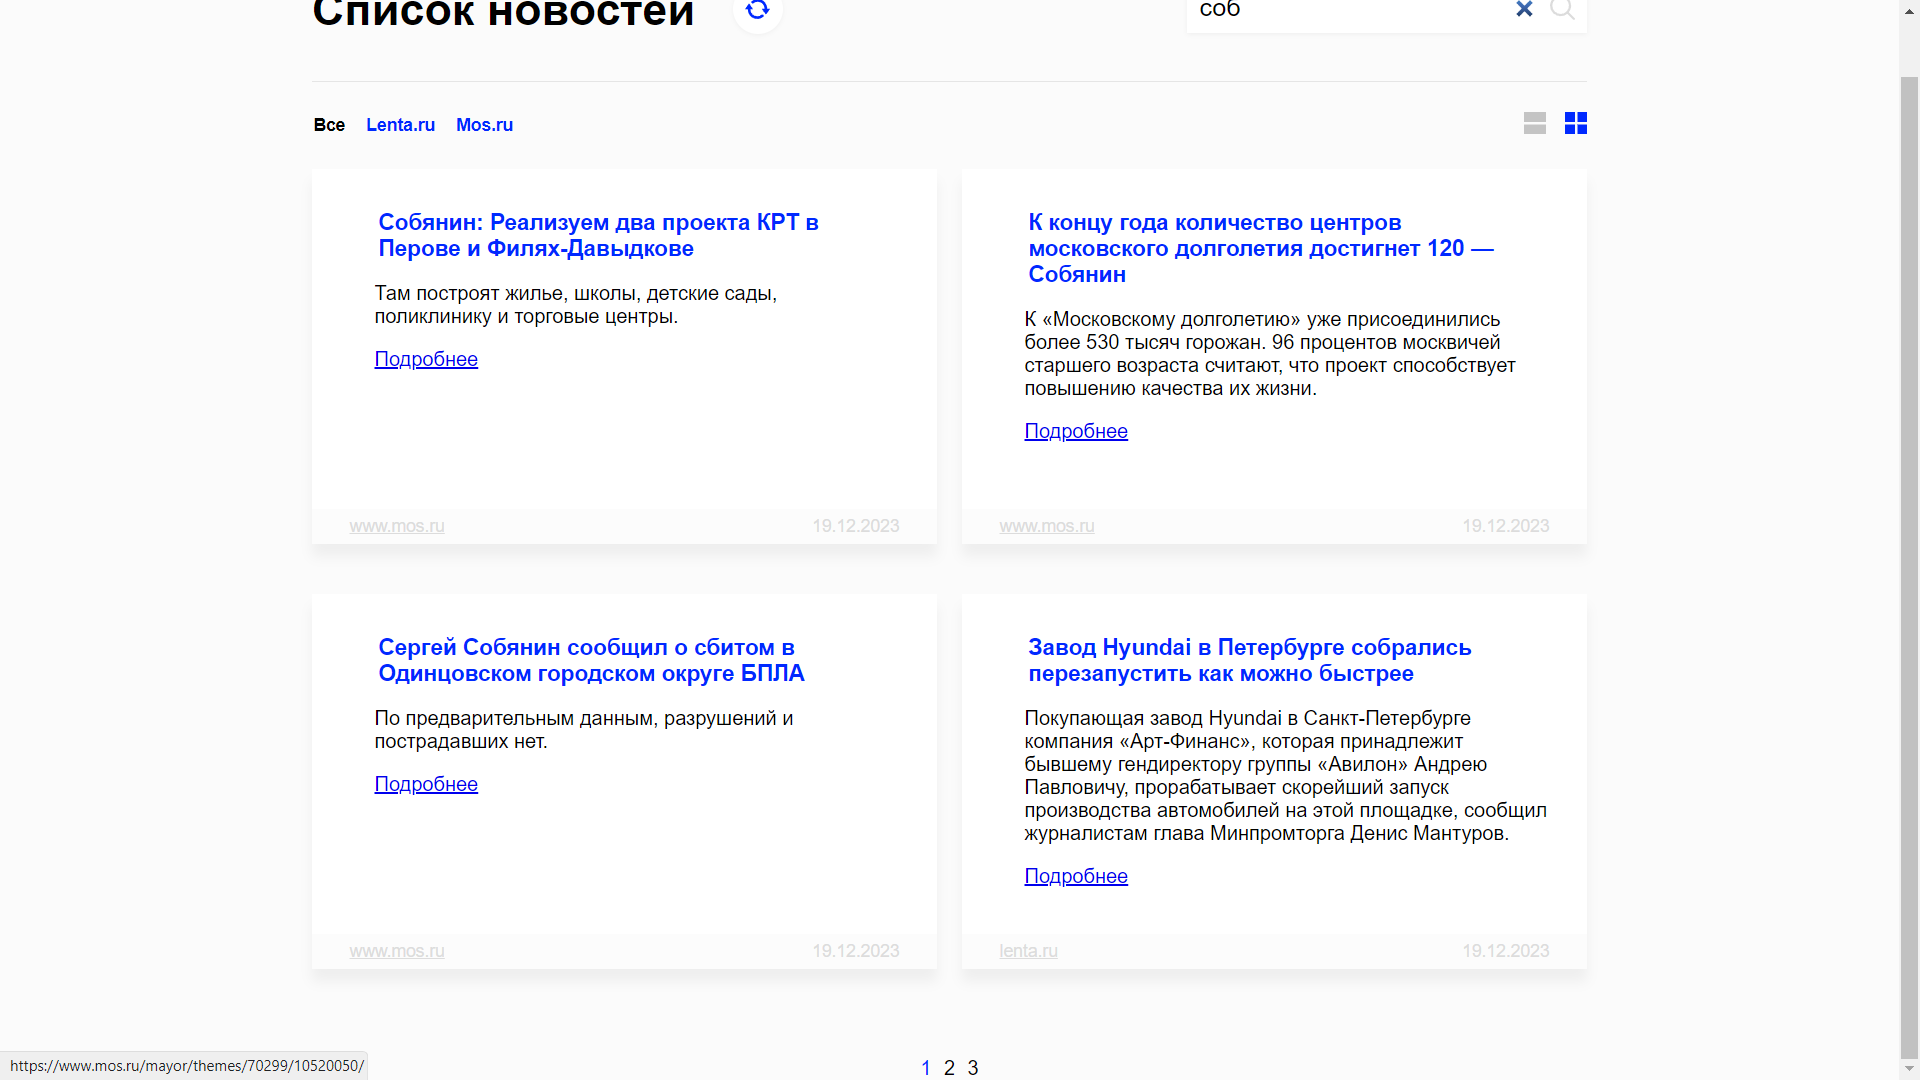 Список новостей
соб
Все Lenta.ru Mos.ru
Собянин: Реализуем два проекта КРТ в
Перове и Филях-Давыдкове
Там построят жилье, школы, детские сады,
поликлинику и торговые центры.
Подробнее
www.mos.ru 19.12.2023
К концу года количество центров
московского долголетия достигнет 120 —
Собянин
К «Московскому долголетию» уже присоединились
более 530 тысяч горожан. 96 процентов москвичей
старшего возраста считают, что проект способствует
повышению качества их жизни.
Подробнее
www.mos.ru 19.12.2023
Сергей Собянин сообщил о сбитом в
Одинцовском городском округе БПЛА
По предварительным данным, разрушений и
пострадавших нет.
Подробнее
www.mos.ru 19.12.2023
Завод Hyundai в Петербурге собрались
перезапустить как можно быстрее
Покупающая завод Hyundai в Санкт-Петербурге
компания «Арт-Финанс», которая принадлежит
бывшему гендиректору группы «Авилон» Андрею
Павловичу, прорабатывает скорейший запуск
производства автомобилей на этой площадке, сообщил
журналистам глава Минпромторга Денис Мантуров.
Подробнее
lenta.ru 19.12.2023
1 2 3
https://www.mos.ru/mayor/themes/70299/10520050/